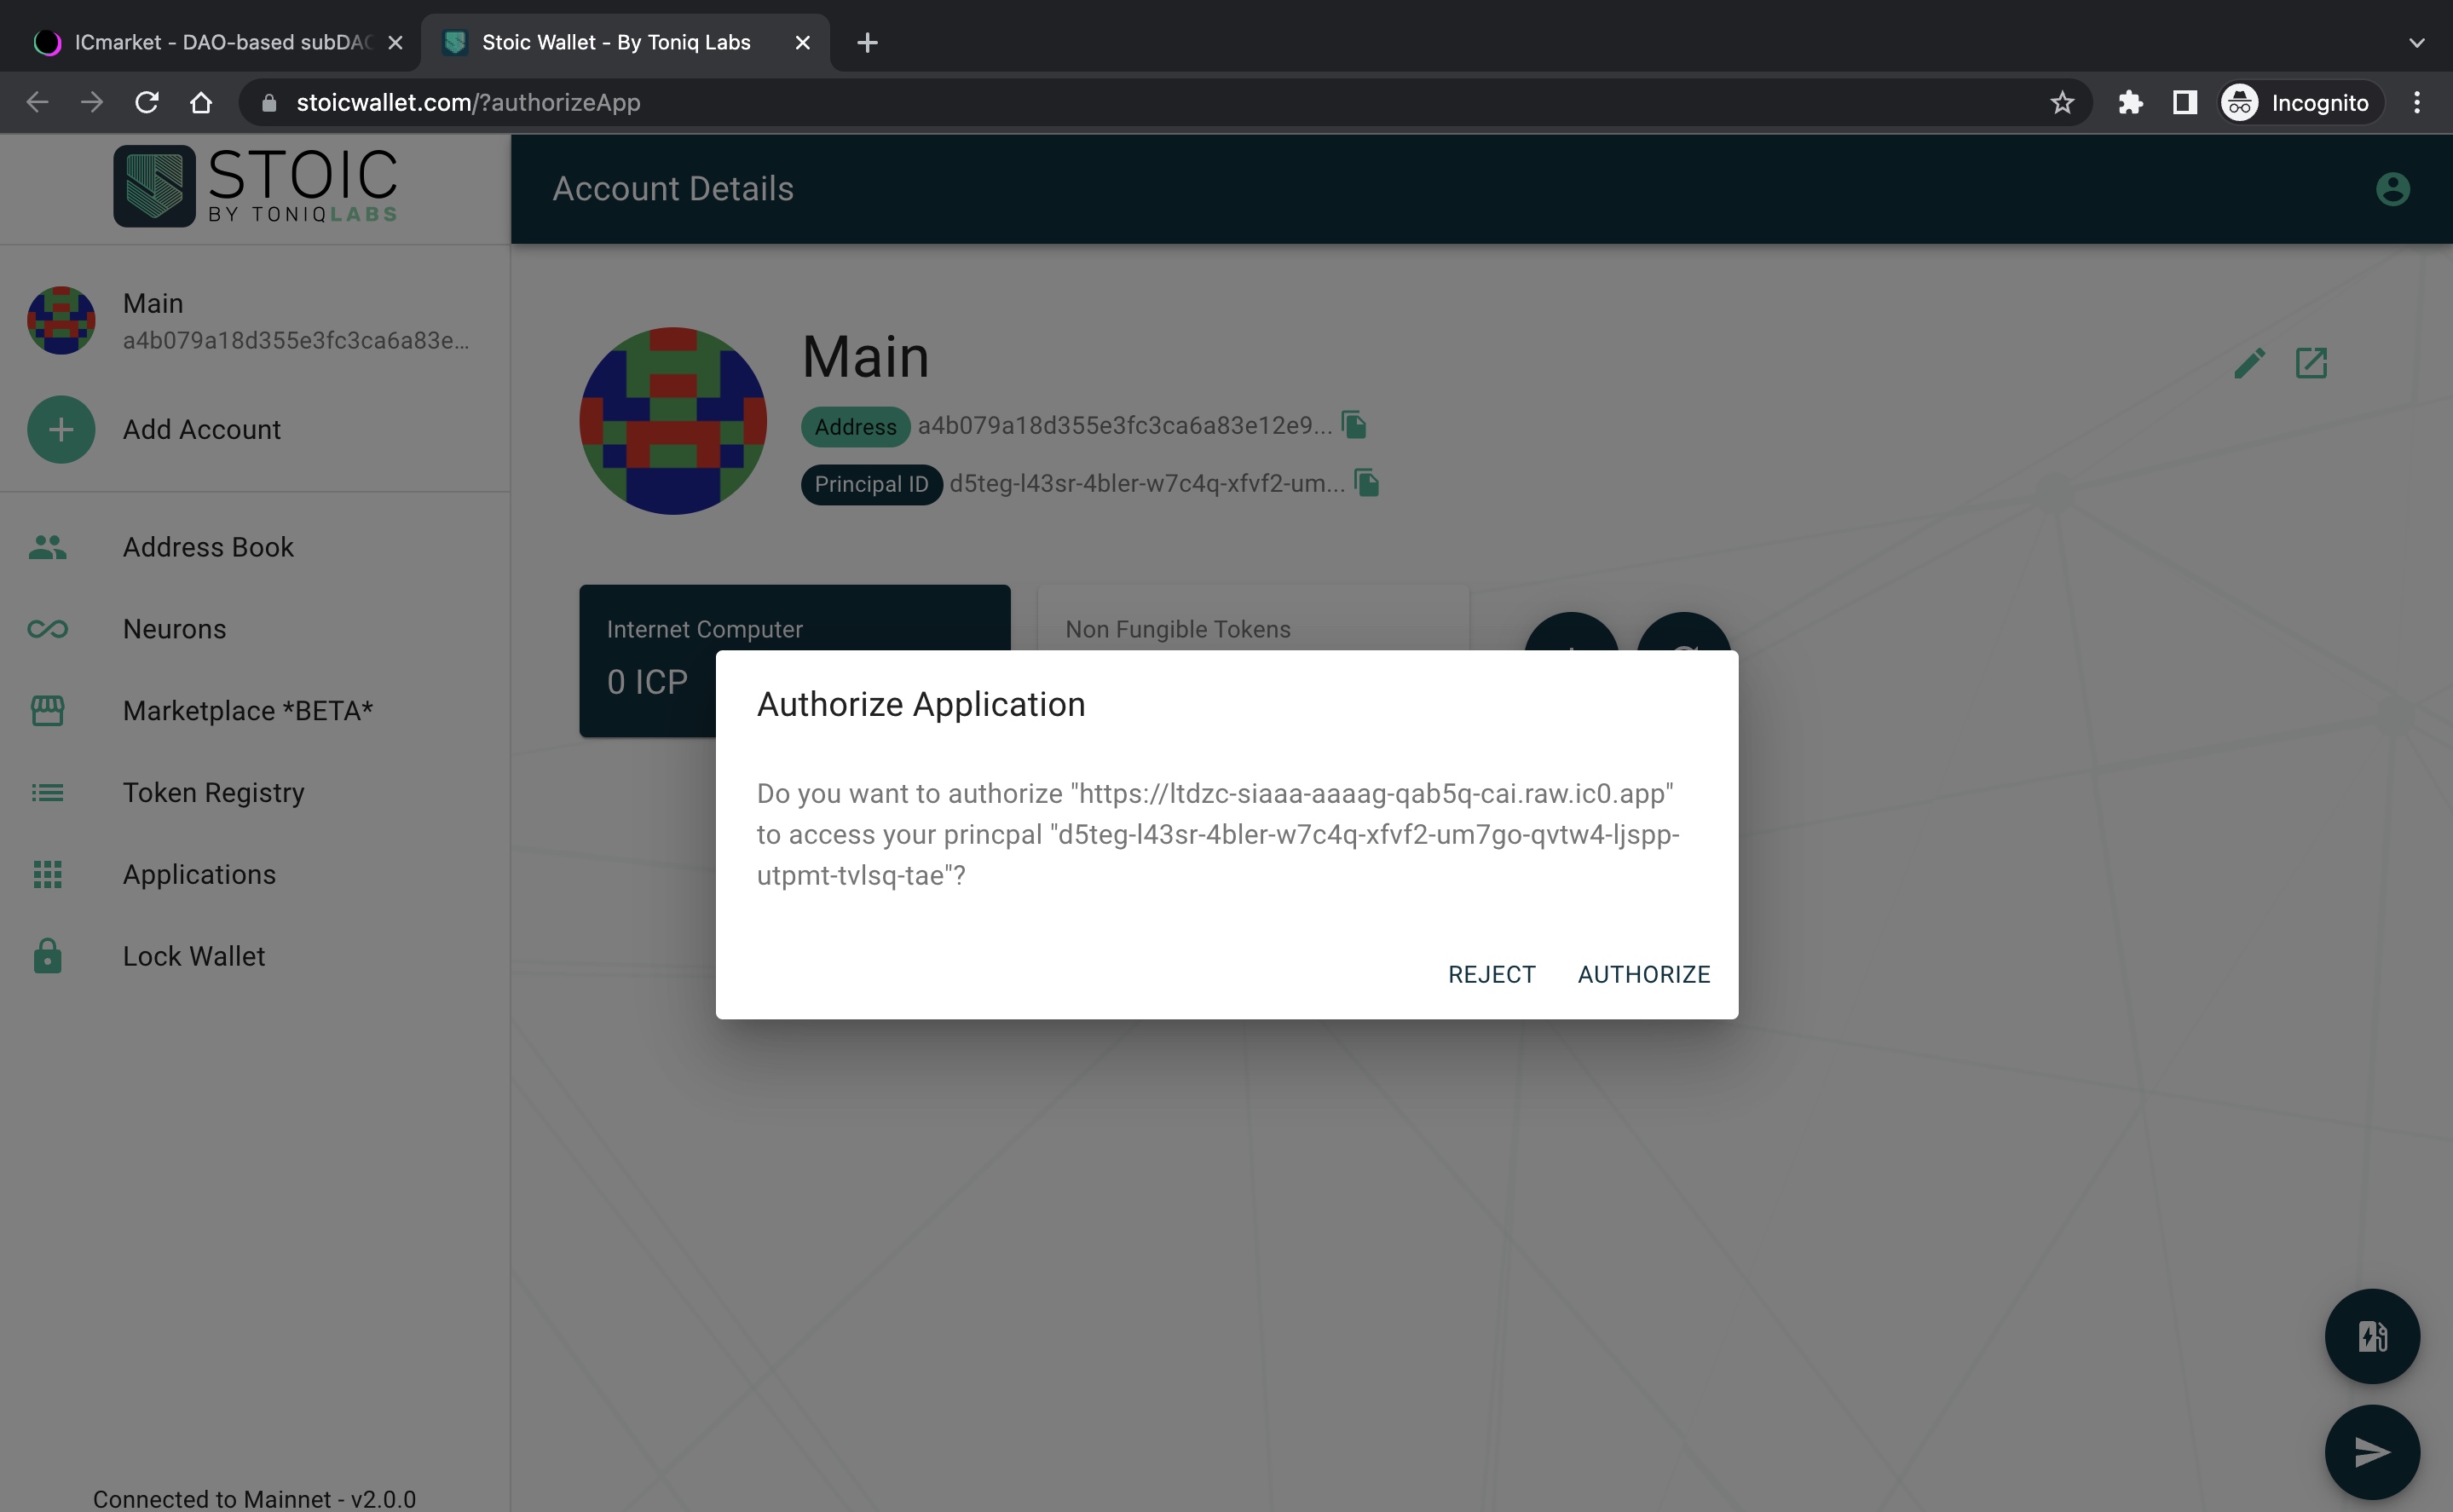 ICmarket - DAO-based subDAO
Stoic Wallet - By Toniq Labs
stoicwallet.com/?authorizeApp
Incognito
STOIC
BY TONIQLABS
Account Details
Main
a4b079a18d355e3fc3ca6a83e...
Add Account
Address Book
Neurons
Marketplace *BETA*
Token Registry
Applications
Lock Wallet
Connected to Mainnet - v2.0.0
Main
Address a4b079a18d355e3fc3ca6a83e12e9...
Principal ID d5teg-l43sr-4bler-w7c4q-xfvf2-um...
Internet Computer
0 ICP
Non Fungible Tokens
Authorize Application
Do you want to authorize "https://ltdzc-siaaa-aaaag-qab5q-cai.raw.ic0.app"
to access your princpal "d5teg-l43sr-4bler-w7c4q-xfvf2-um7go-qvtw4-ljspp-
utpmt-tvlsq-tae"?
REJECT AUTHORIZE